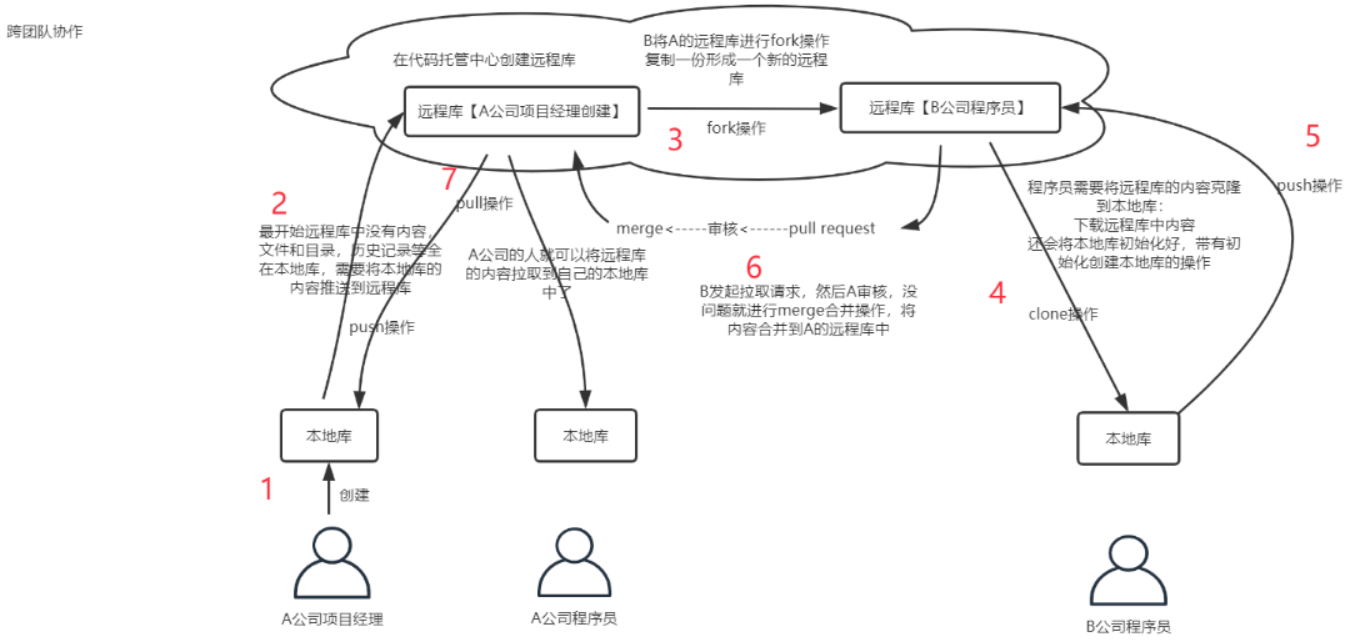 跨团队协作
在代码托管中心创建远程库
B将A的远程库进行fork操作
复制一份形成一个新的远程
库
远程库【A公司项目经理创建】
fork操作
3
远程库【B公司程序员】
5
push操作
2
最开始远程库中没有内容，
文件和目录，历史记录等全
在本地库，需要将本地库的
内容推送到远程库
push操作
7
pull操作
A公司的人就可以将远程库
的内容拉取到自己的本地库
中了
merge<-----审核<------pull request
6
B发起拉取请求，然后A审核，没
问题就进行merge合并操作，将
内容合并到A的远程库中
程序员需要将远程库的内容克隆
到本地库：
下载远程库中内容
还会将本地库初始化好，带有初
始化创建本地库的操作
4
clone操作
本地库
本地库
本地库
1
创建
A公司项目经理
A公司程序员
B公司程序员